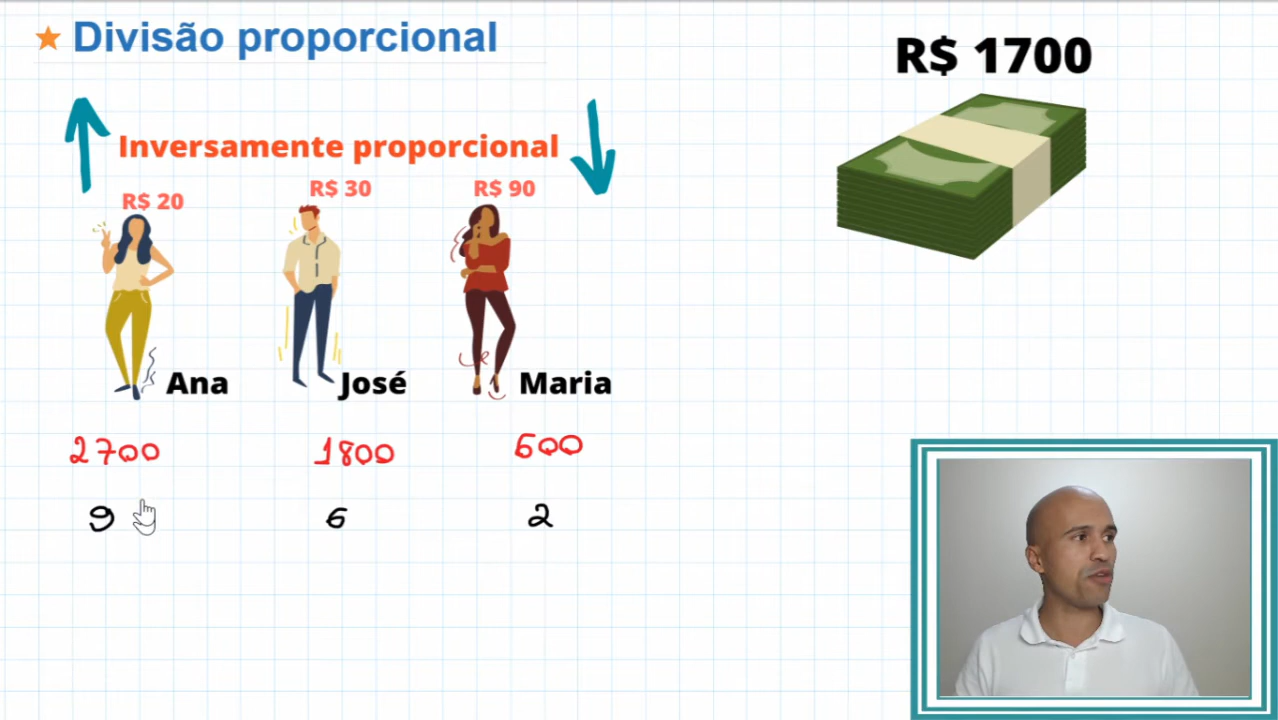 Divisão proporcional
R$ 1700
Inversamente proporcional
R$ 20 R$ 30 R$ 90
Ana José Maria
2700 1800 600
9 6 2